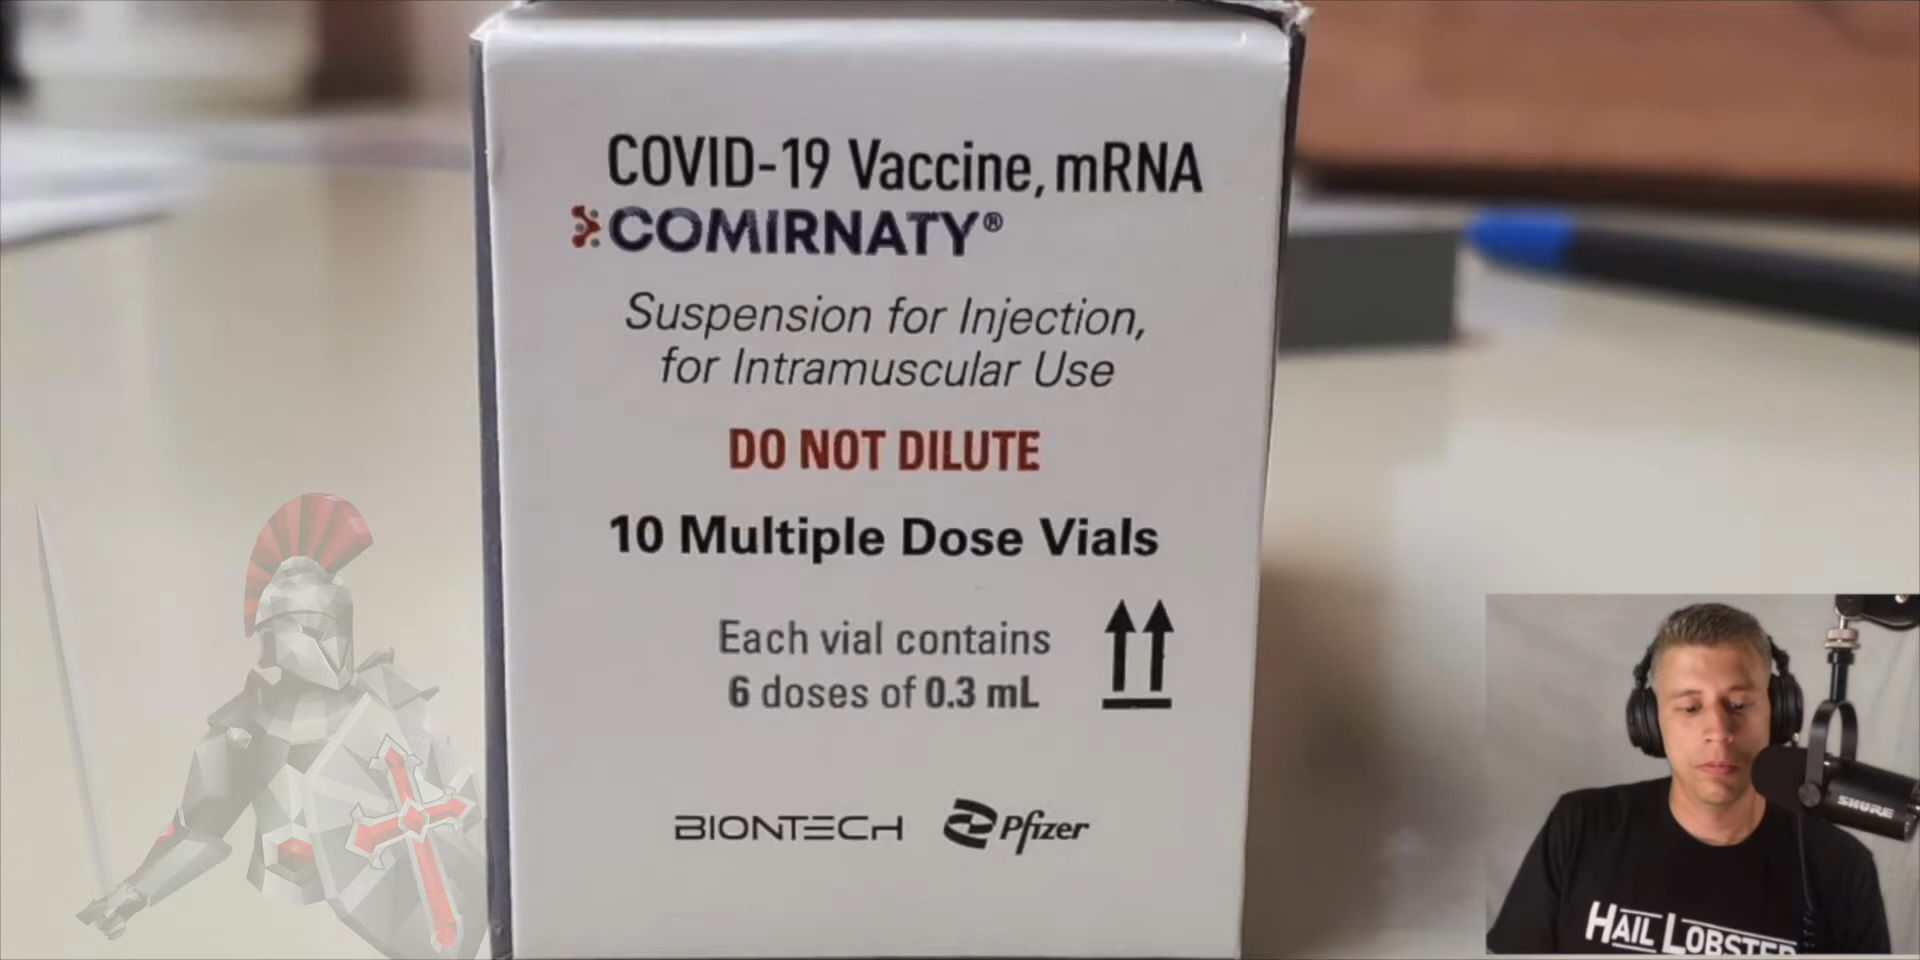 COVID-19 Vaccine, mRNA
COMIRNATY®
Suspension for Injection,
for Intramuscular Use
DO NOT DILUTE
10 Multiple Dose Vials
Each vial contains
6 doses of 0.3 mL
BIONTECH Pfizer
SHURE
HAIL LOBSTER